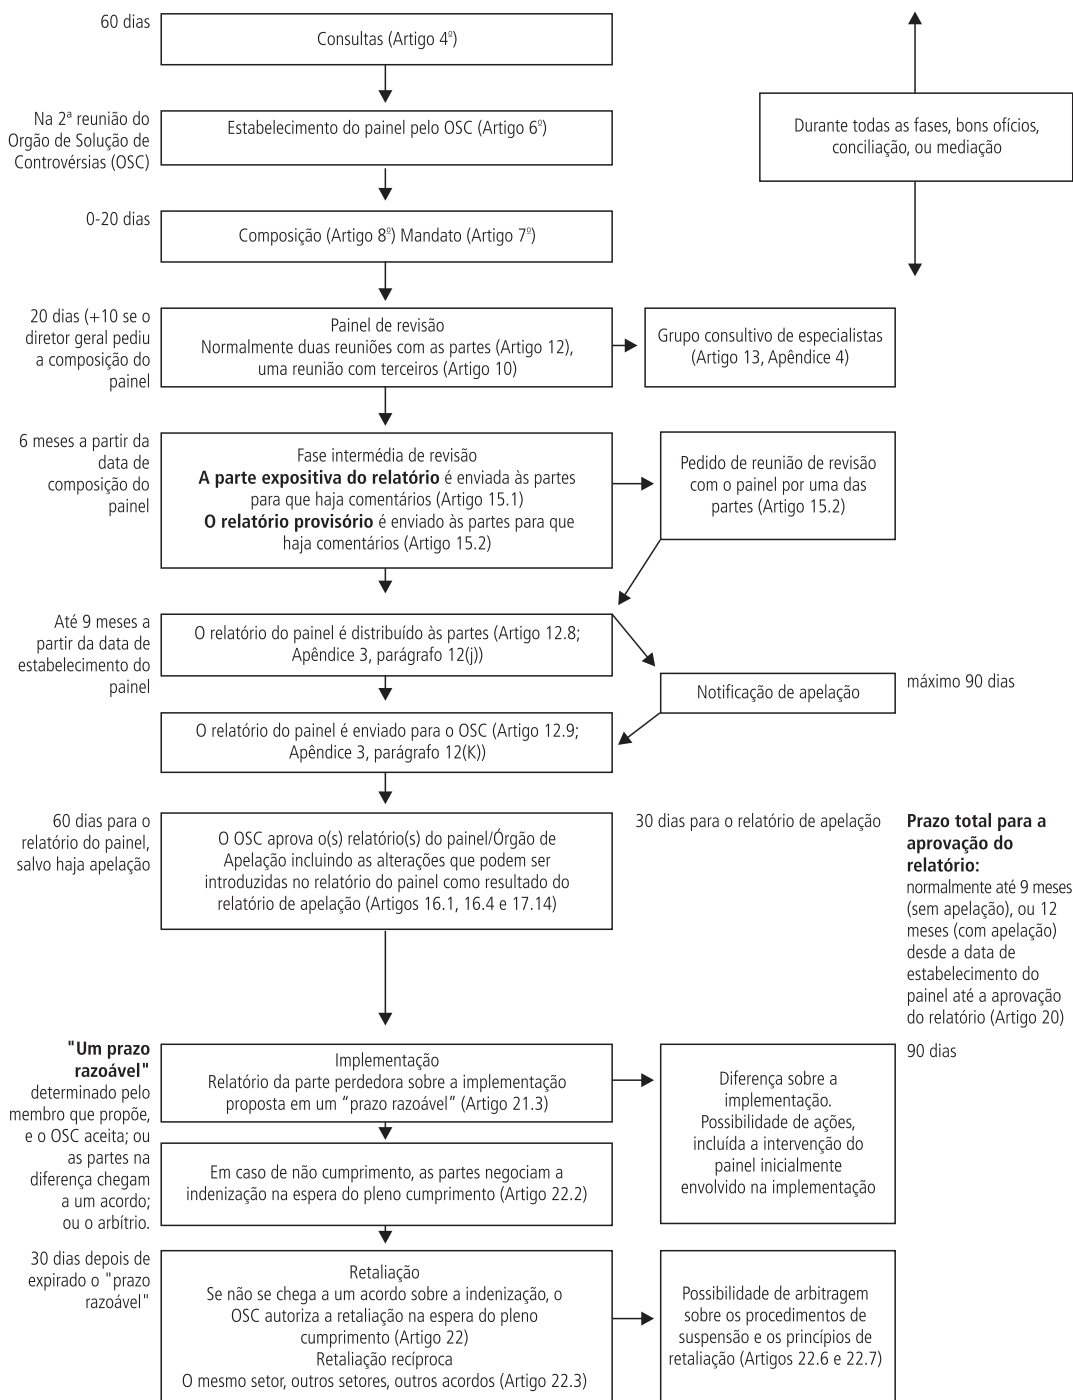 60 dias
Consultas (Artigo 4º)
Durante todas as fases, bons ofícios,
conciliação, ou mediação
Na 2ª reunião do
Orgão de Solução de
Controvérsias (OSC)
Estabelecimento do painel pelo OSC (Artigo 6º)
0-20 dias
Composição (Artigo 8º) Mandato (Artigo 7º)
20 dias (+10 se o
diretor geral pediu
a composição do
painel
Painel de revisão
Normalmente duas reuniões com as partes (Artigo 12),
uma reunião com terceiros (Artigo 10)
Grupo consultivo de especialistas
(Artigo 13, Apêndice 4)
6 meses a partir da
data de
composição do
painel
Fase intermédia de revisão
A parte expositiva do relatório é enviada às partes
para que haja comentários (Artigo 15.1)
O relatório provisório é enviado às partes para que
haja comentários (Artigo 15.2)
Pedido de reunião de revisão
com o painel por uma das
partes (Artigo 15.2)
Até 9 meses a
partir da data de
estabelecimento do
painel
O relatório do painel é distribuído às partes (Artigo 12.8;
Apêndice 3, parágrafo 12(j))
Notificação de apelação
máximo 90 dias
O relatório do painel é enviado para o OSC (Artigo 12.9;
Apêndice 3, parágrafo 12(K))
60 dias para o
relatório do painel,
salvo haja apelação
O OSC aprova o(s) relatório(s) do painel/Órgão de
Apelação incluindo as alterações que podem ser
introduzidas no relatório do painel como resultado do
relatório de apelação (Artigos 16.1, 16.4 e 17.14)
30 dias para o relatório de apelação
Prazo total para a
aprovação do
relatório:
normalmente até 9 meses
(sem apelação), ou 12
meses (com apelação)
desde a data de
estabelecimento do
painel até a aprovação
do relatório (Artigo 20)
"Um prazo
razoável"
determinado pelo
membro que propõe,
e o OSC aceita; ou
as partes na
diferença chegam
a um acordo;
ou o arbítrio.
Implementação
Relatório da parte perdedora sobre a implementação
proposta em um “prazo razoável” (Artigo 21.3)
90 dias
Diferença sobre a
implementação.
Possibilidade de ações,
incluída a intervenção do
painel inicialmente
envolvido na implementação
Em caso de não cumprimento, as partes negociam a
indenização na espera do pleno cumprimento (Artigo 22.2)
30 dias depois de
expirado o "prazo
razoável"
Retaliação
Se não se chega a um acordo sobre a indenização, o
OSC autoriza a retaliação na espera do pleno
cumprimento (Artigo 22)
Retaliação recíproca
O mesmo setor, outros setores, outros acordos (Artigo 22.3)
Possibilidade de arbitragem
sobre os procedimentos de
suspensão e os princípios de
retaliação (Artigos 22.6 e 22.7)